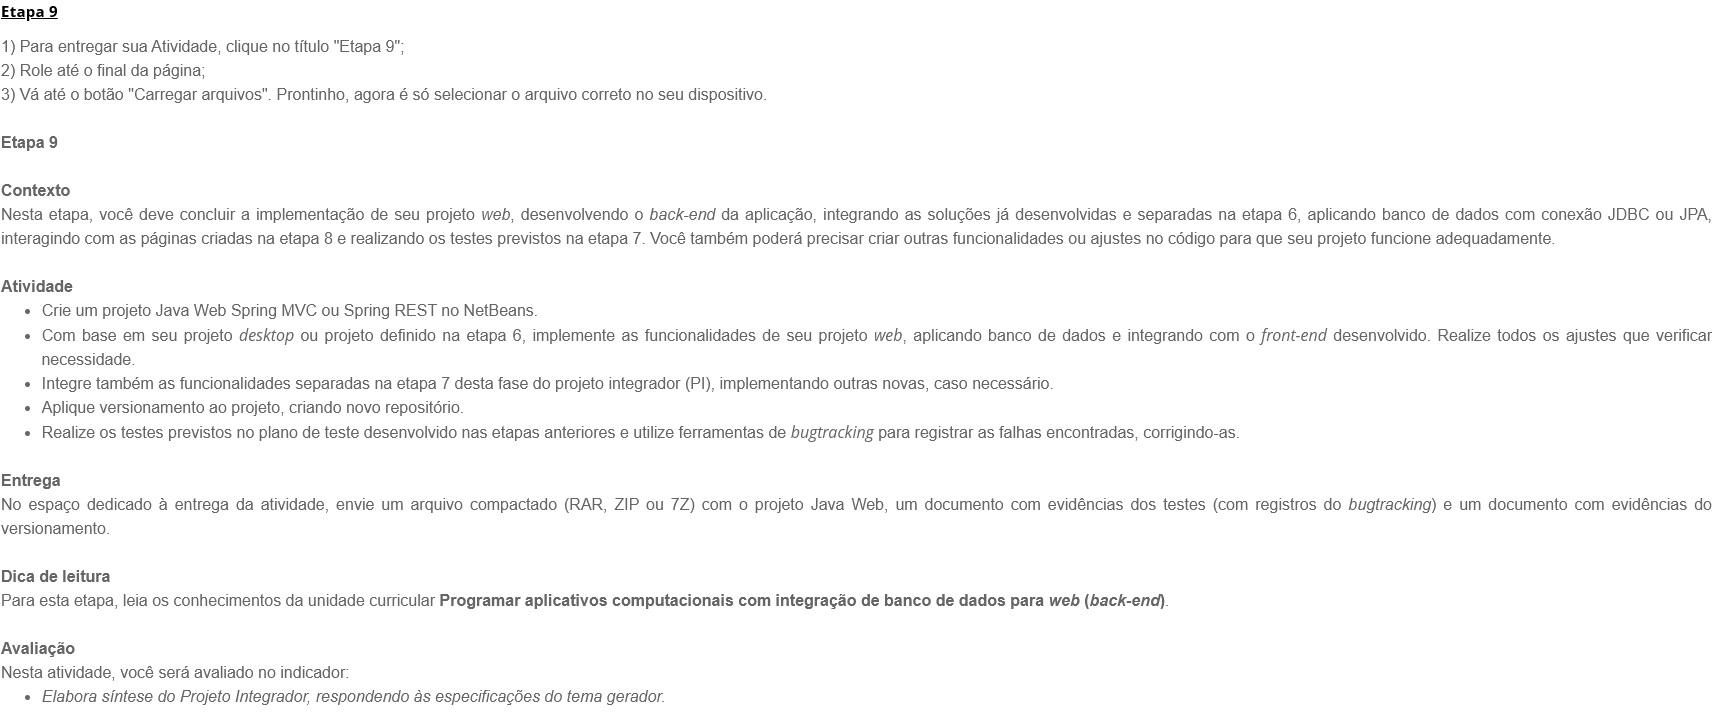 Etapa 9
1) Para entregar sua Atividade, clique no título "Etapa 9";
2) Role até o final da página;
3) Vá até o botão "Carregar arquivos". Prontinho, agora é só selecionar o arquivo correto no seu dispositivo.
Etapa 9
Contexto
Nesta etapa, você deve concluir a implementação de seu projeto web, desenvolvendo o back-end da aplicação, integrando as soluções já desenvolvidas e separadas na etapa 6, aplicando banco de dados com conexão JDBC ou JPA,
interagindo com as páginas criadas na etapa 8 e realizando os testes previstos na etapa 7. Você também poderá precisar criar outras funcionalidades ou ajustes no código para que seu projeto funcione adequadamente.
Atividade
• Crie um projeto Java Web Spring MVC ou Spring REST no NetBeans.
• Com base em seu projeto desktop ou projeto definido na etapa 6, implemente as funcionalidades de seu projeto web, aplicando banco de dados e integrando com o front-end desenvolvido. Realize todos os ajustes que verificar
necessidade.
• Integre também as funcionalidades separadas na etapa 7 desta fase do projeto integrador (PI), implementando outras novas, caso necessário.
• Aplique versionamento ao projeto, criando novo repositório.
• Realize os testes previstos no plano de teste desenvolvido nas etapas anteriores e utilize ferramentas de bugtracking para registrar as falhas encontradas, corrigindo-as.
Entrega
No espaço dedicado à entrega da atividade, envie um arquivo compactado (RAR, ZIP ou 7Z) com o projeto Java Web, um documento com evidências dos testes (com registros do bugtracking) e um documento com evidências do
versionamento.
Dica de leitura
Para esta etapa, leia os conhecimentos da unidade curricular Programar aplicativos computacionais com integração de banco de dados para web (back-end).
Avaliação
Nesta atividade, você será avaliado no indicador:
• Elabora síntese do Projeto Integrador, respondendo às especificações do tema gerador.